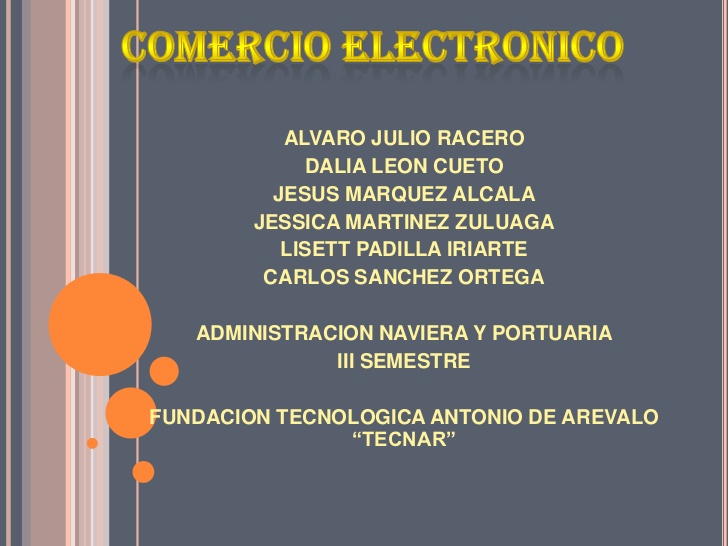 COMERCIO ELECTRONICO
ALVARO JULIO RACERO
DALIA LEON CUETO
JESUS MARQUEZ ALCALA
JESSICA MARTINEZ ZULUAGA
LISETT PADILLA IRIARTE
CARLOS SANCHEZ ORTEGA
ADMINISTRACION NAVIERA Y PORTUARIA
III SEMESTRE
FUNDACION TECNOLOGICA ANTONIO DE AREVALO
“TECNAR”